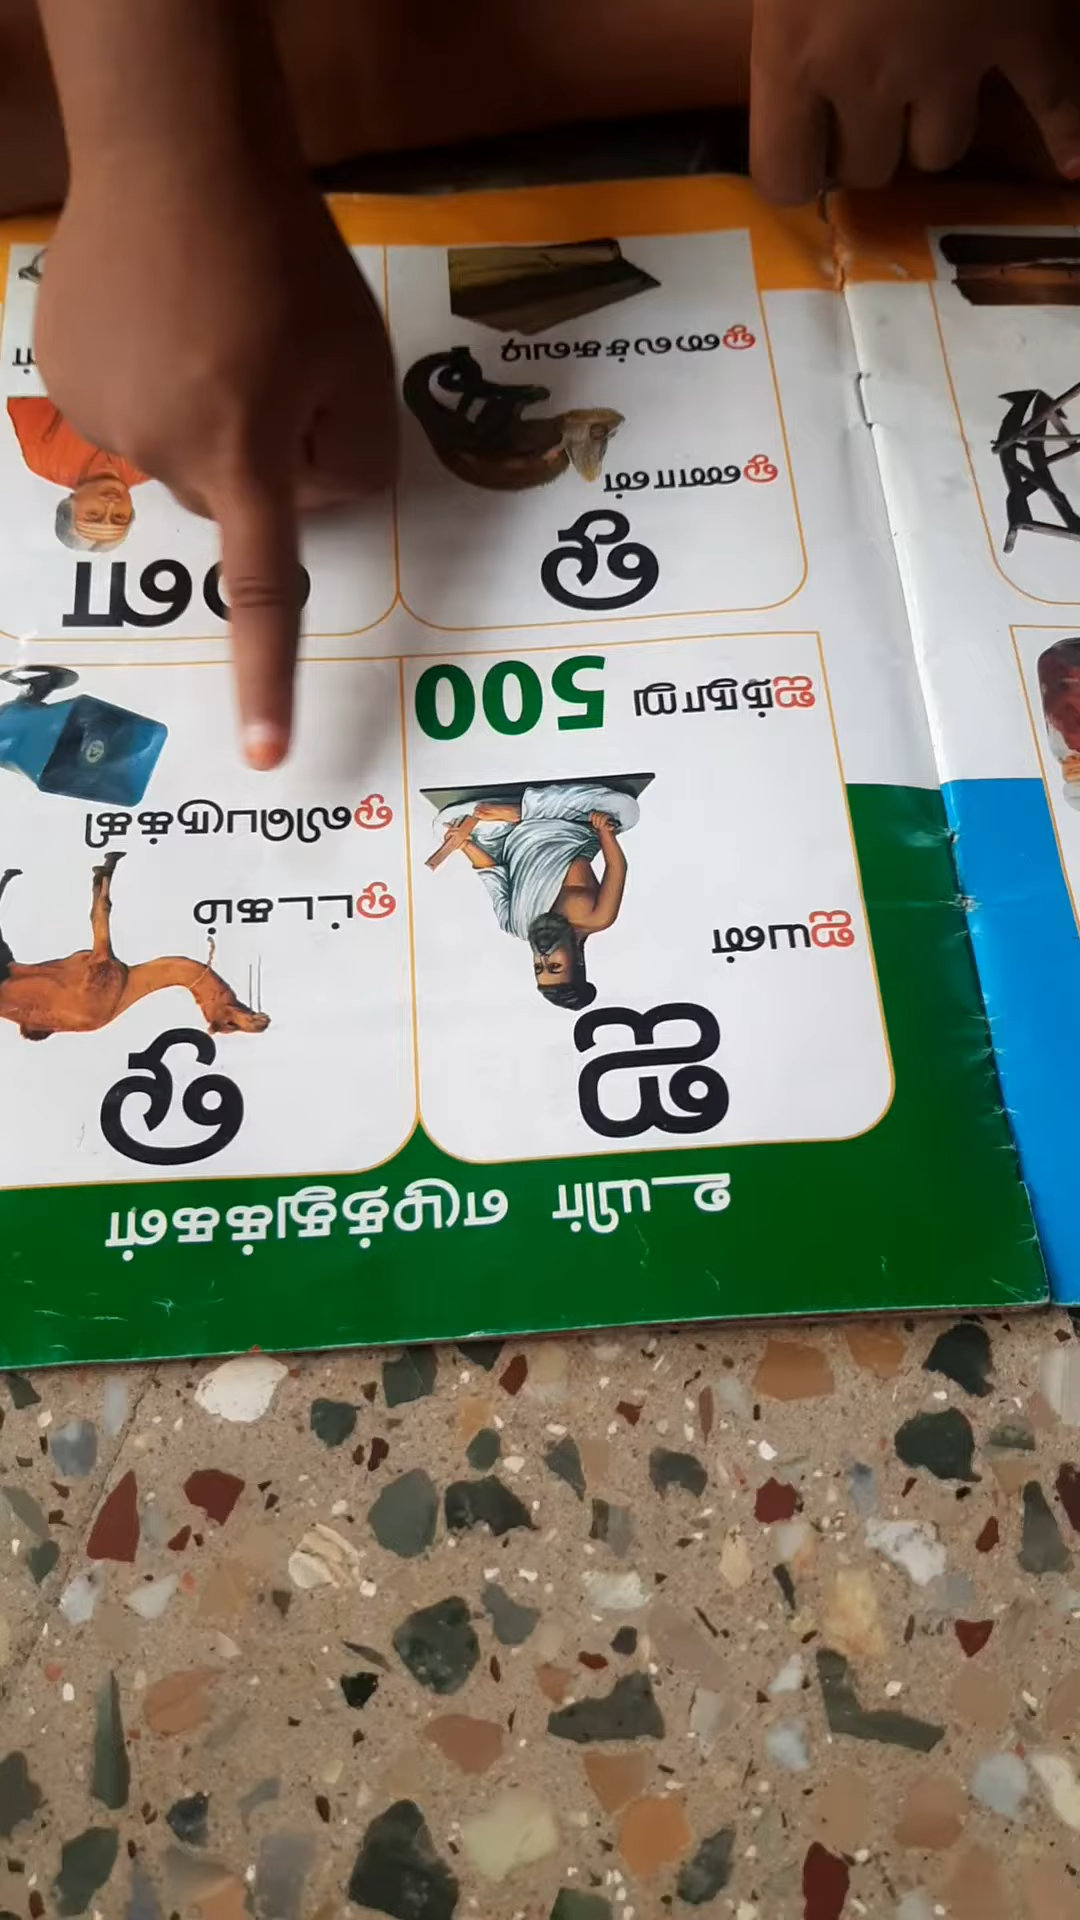 உயிர் எழுத்துக்கள்
ஐ
ஐயன்
ஐந்நூறு 500
ஒ
ஒட்டகம்
ஒலிபெருக்கி
ஓ
ஓணான்
ஓலைச்சுவடி